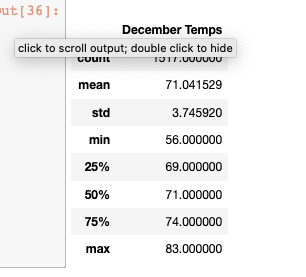 Out[36]:
December Temps
click to scroll output; double click to hide
count 1517.000000
mean 71.041529
std 3.745920
min 56.000000
25% 69.000000
50% 71.000000
75% 74.000000
max 83.000000